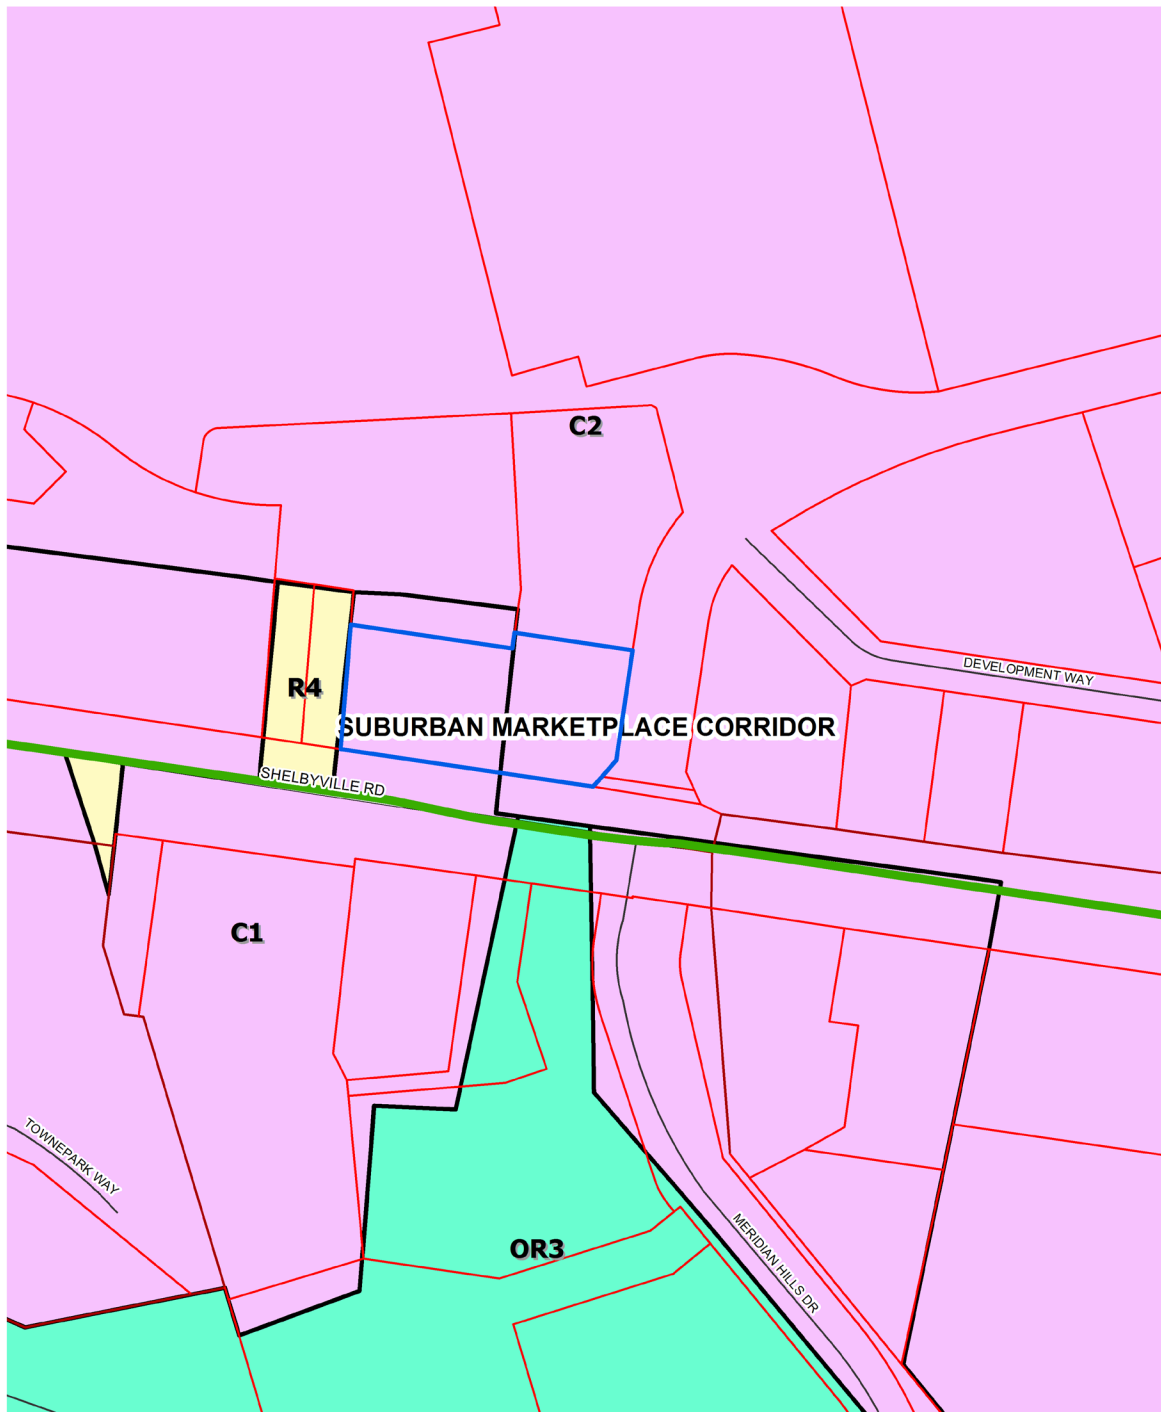 C2
DEVELOPMENT WAY
R4
SUBURBAN MARKETPLACE CORRIDOR
SHELBYVILLE RD
C1
TOWNEPARK WAY
OR3
MERIDIAN HILLS DR